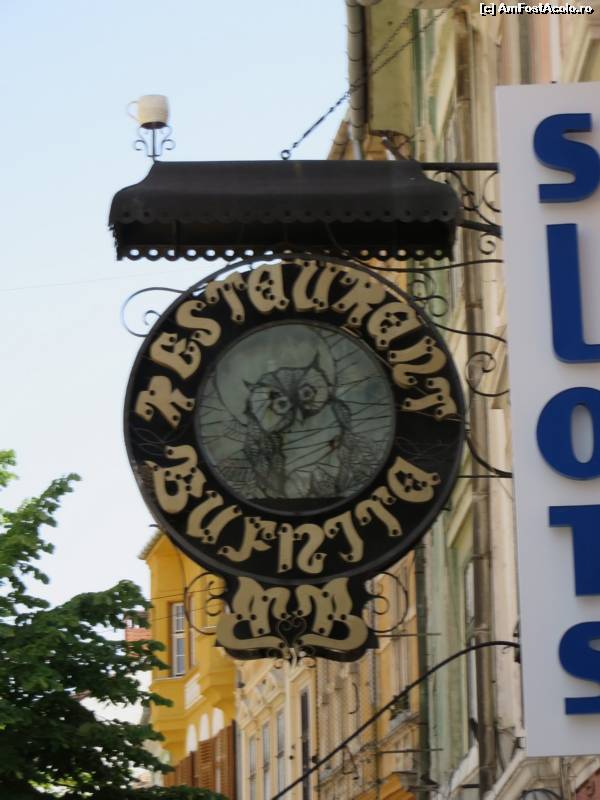 [c] AmFostAcolo.ro
RESTAURANT
BUFNITA
SLOTS